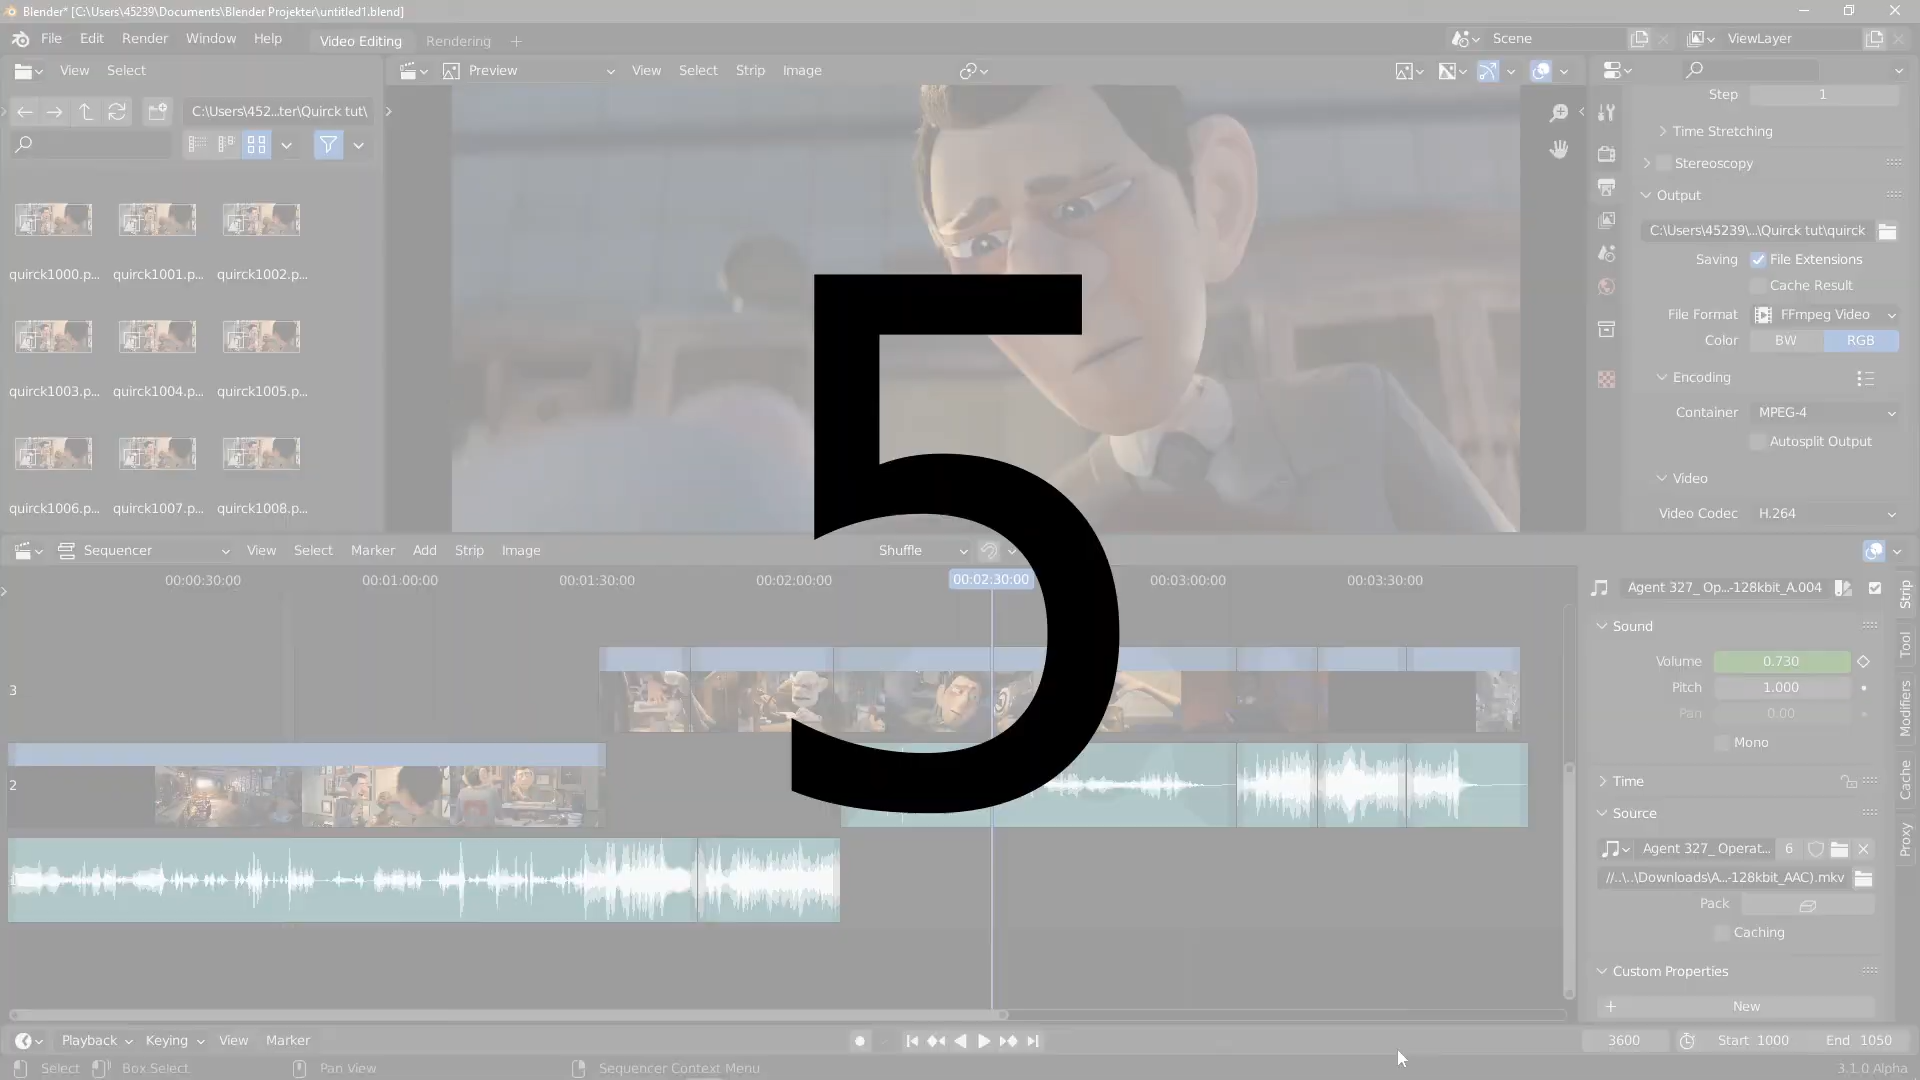 Blender* [C:\Users\45239\Documents\Blender Projekter\untitled1.blend]
File Edit Render Window Help Video Editing Rendering + Scene ViewLayer
View Select Preview View Select Strip Image
C:\Users\452...ter\Quirck tut\
Step 1
Time Stretching
Stereoscopy
Output
quirck1000.p... quirck1001.p... quirck1002.p...
C:\Users\45239\...\Quirck tut\quirck
Saving File Extensions
Cache Result
File Format FFmpeg Video
Color BW RGB
quirck1003.p... quirck1004.p... quirck1005.p...
Encoding
Container MPEG-4
Autosplit Output
Video
quirck1006.p... quirck1007.p... quirck1008.p...
Video Codec H.264
5
Sequencer View Select Marker Add Strip Image Shuffle
00:00:30:00 00:01:00:00 00:01:30:00 00:02:00:00 00:02:30:00 00:03:00:00 00:03:30:00
Agent 327_ Op...-128kbit_A.004
Strip
Tool
Modifiers
Cache
Proxy
Sound
Volume 0.730
Pitch 1.000
Pan 0.00
Mono
3
2
Time
Source
Agent 327_ Operat... 6
//..\..\Downloads\A...-128kbit_AAC).mkv
Pack
Caching
Custom Properties
+ New
Playback Keying View Marker 3600 Start 1000 End 1050
Select Box Select Pan View Sequencer Context Menu 3.1.0 Alpha